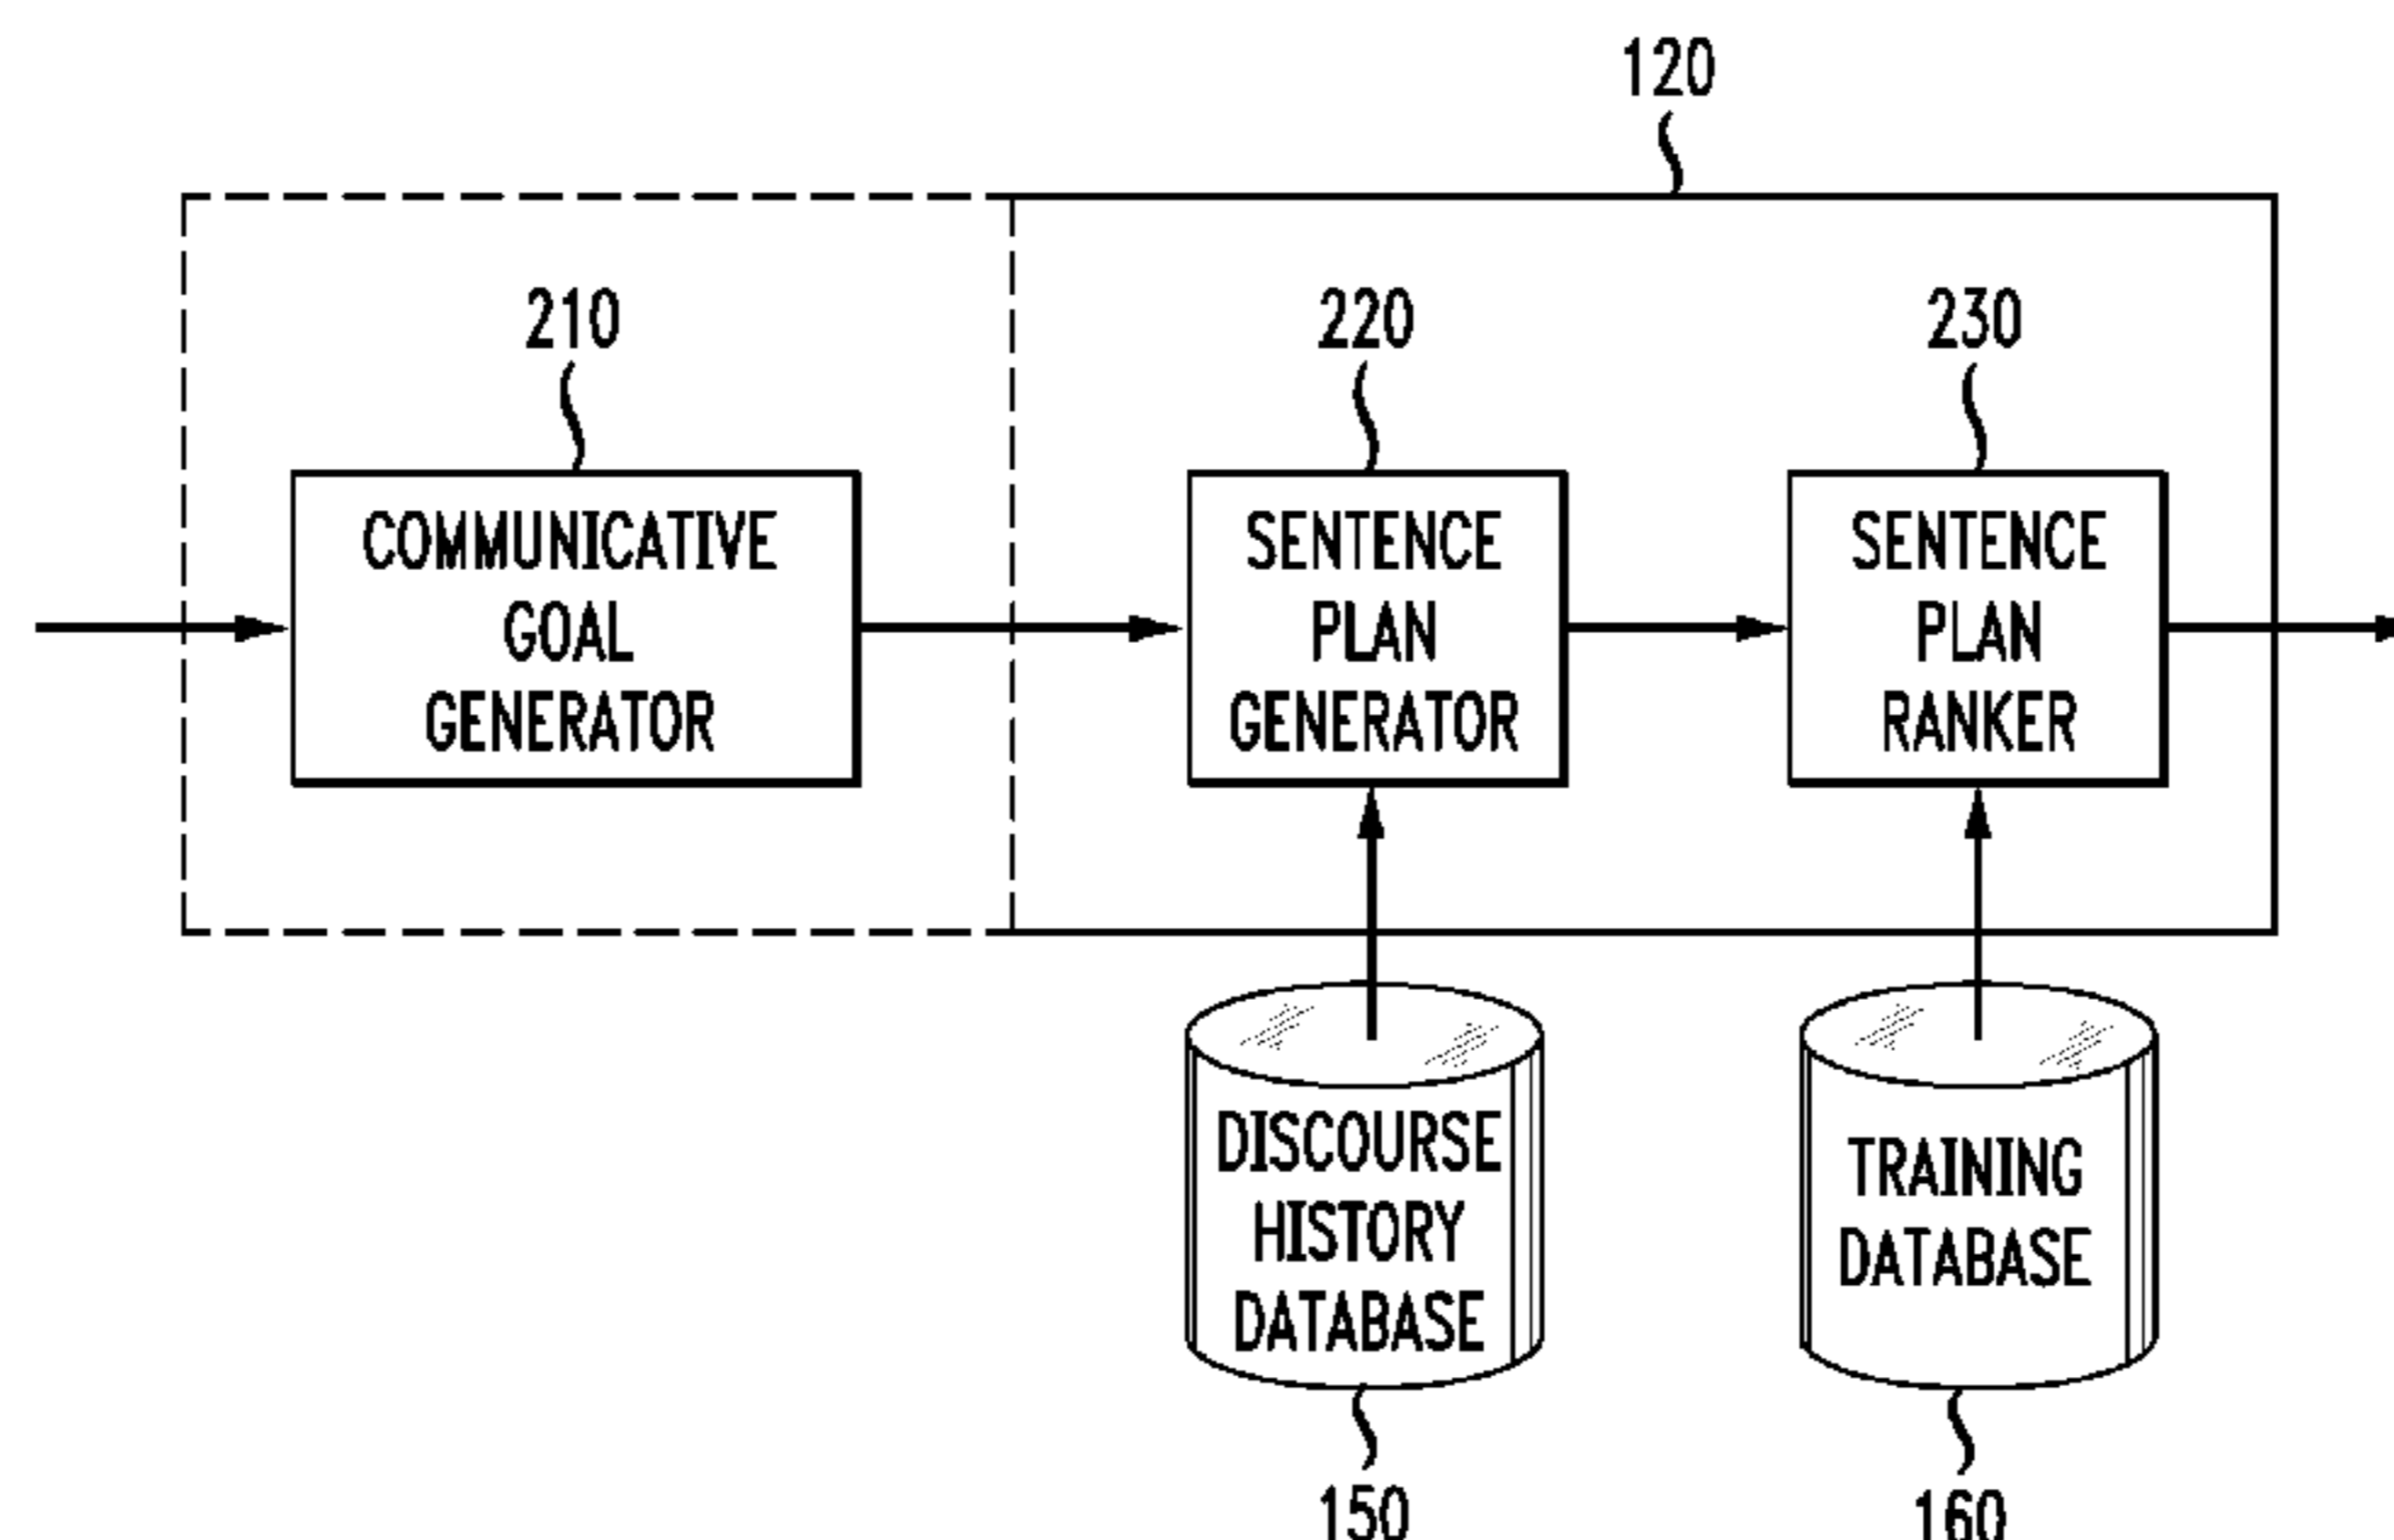 120
210
220
230
COMMUNICATIVE
GOAL
GENERATOR
SENTENCE
PLAN
GENERATOR
SENTENCE
PLAN
RANKER
DISCOURSE
HISTORY
DATABASE
TRAINING
DATABASE
150
160